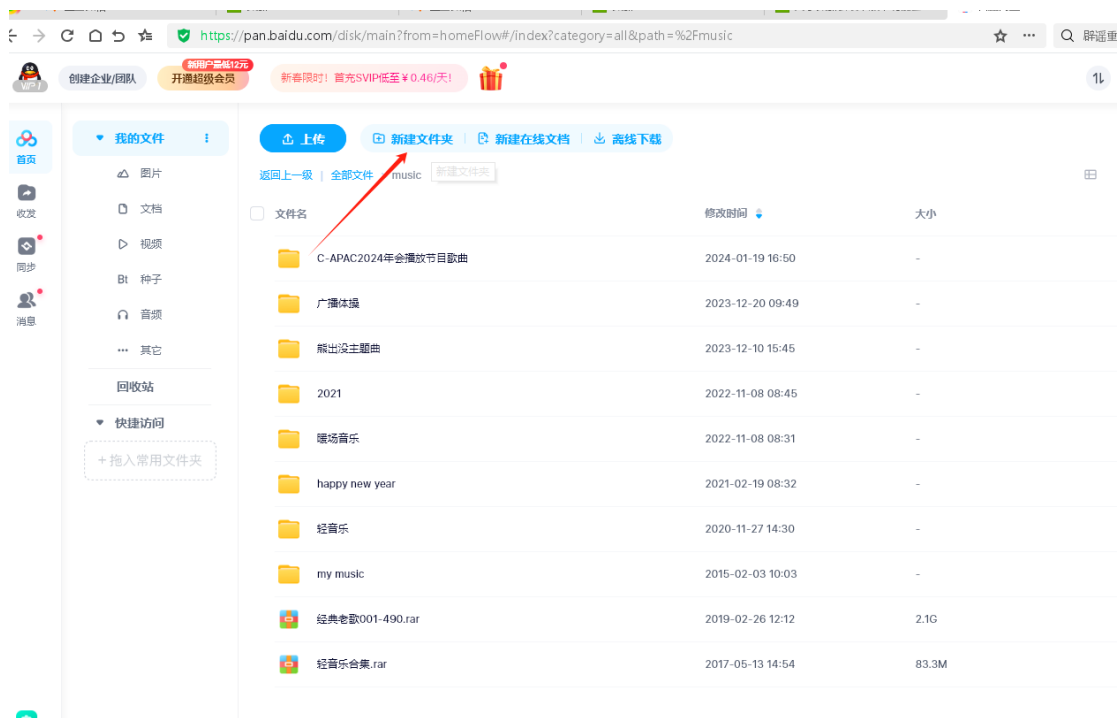 https://pan.baidu.com/disk/main?from=homeFlow#/index?category=all&path=%2Fmusic
辟谣重
VIP 1
创建企业/团队
新用户最低12元
开通超级会员
新春限时！首充SVIP低至￥0.46/天!
首页
收发
同步
消息
我的文件
图片
文档
视频
Bt 种子
音频
其它
回收站
快捷访问
+ 拖入常用文件夹
上传 新建文件夹 新建在线文档 离线下载
返回上一级 | 全部文件 music 新建文件夹
文件名 修改时间 大小
C-APAC2024年会播放节目歌曲 2024-01-19 16:50 -
广播体操 2023-12-20 09:49 -
熊出没主题曲 2023-12-10 15:45 -
2021 2022-11-08 08:45 -
暖场音乐 2022-11-08 08:31 -
happy new year 2021-02-19 08:32 -
轻音乐 2020-11-27 14:30 -
my music 2015-02-03 10:03 -
经典老歌001-490.rar 2019-02-26 12:12 2.1G
轻音乐合集.rar 2017-05-13 14:54 83.3M